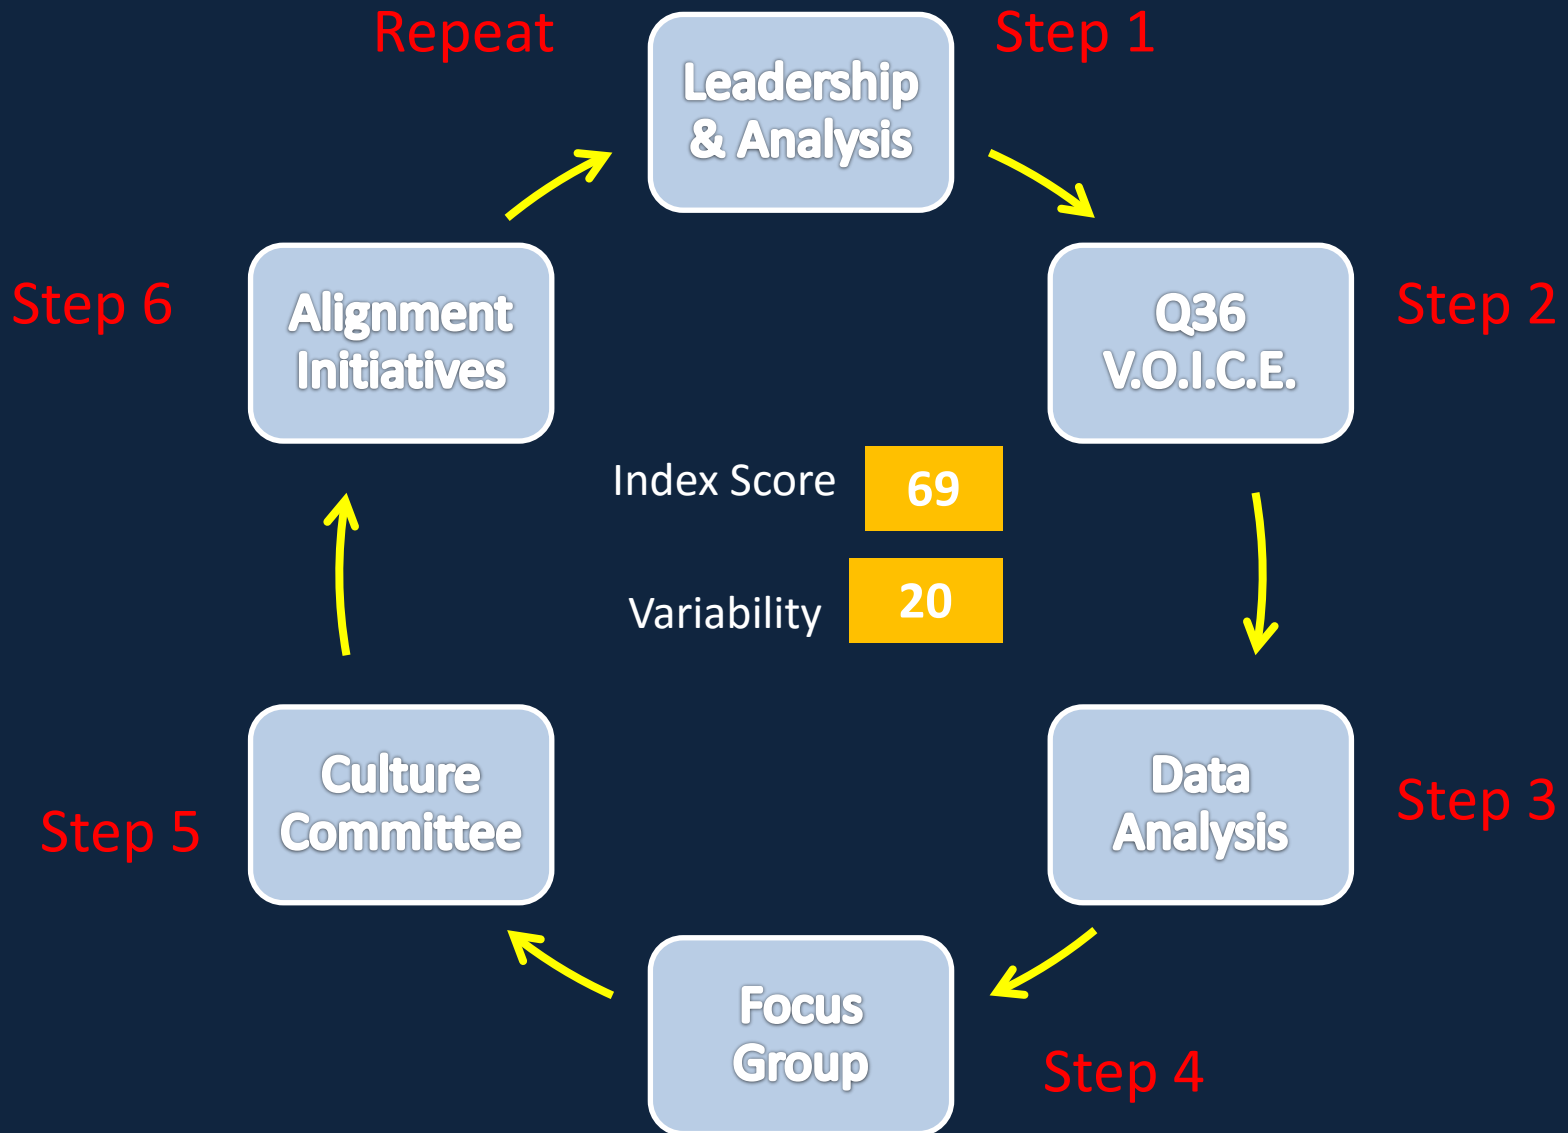 Repeat
Step 1
Leadership
& Analysis
Step 6
Alignment
Initiatives
Q36
V.O.I.C.E.
Step 2
Index Score
69
Variability
20
Culture
Committee
Step 5
Data
Analysis
Step 3
Focus
Group
Step 4